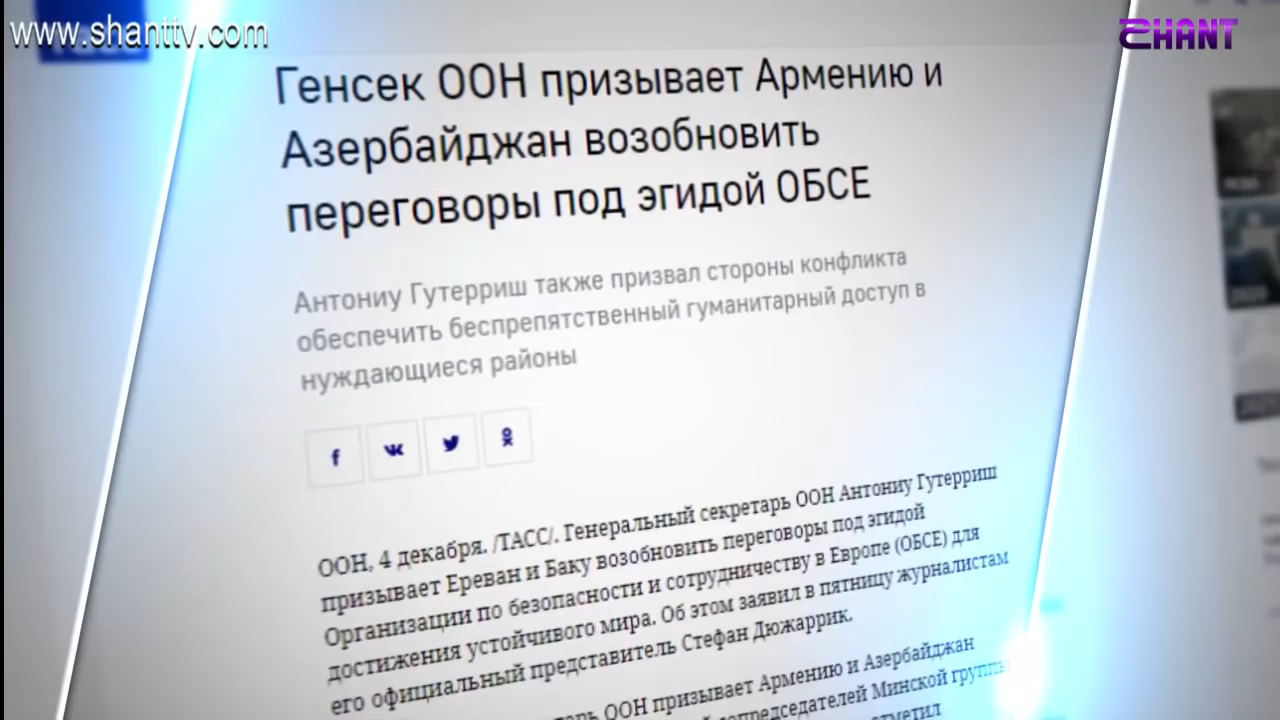 www.shanttv.com
SHANT
Генсек ООН призывает Армению и
Азербайджан возобновить
переговоры под эгидой ОБСЕ
Антониу Гутерриш также призвал стороны конфликта
обеспечить беспрепятственный гуманитарный доступ в
нуждающиеся районы
ООН, 4 декабря. /ТАСС/. Генеральный секретарь ООН Антониу Гутерриш
призывает Ереван и Баку возобновить переговоры под эгидой
Организации по безопасности и сотрудничеству в Европе (ОБСЕ) для
достижения устойчивого мира. Об этом заявил в пятницу журналистам
его официальный представитель Стефан Дюжаррик.
ООН призывает Армению и Азербайджан
сопредседателей Минской группы
отметил